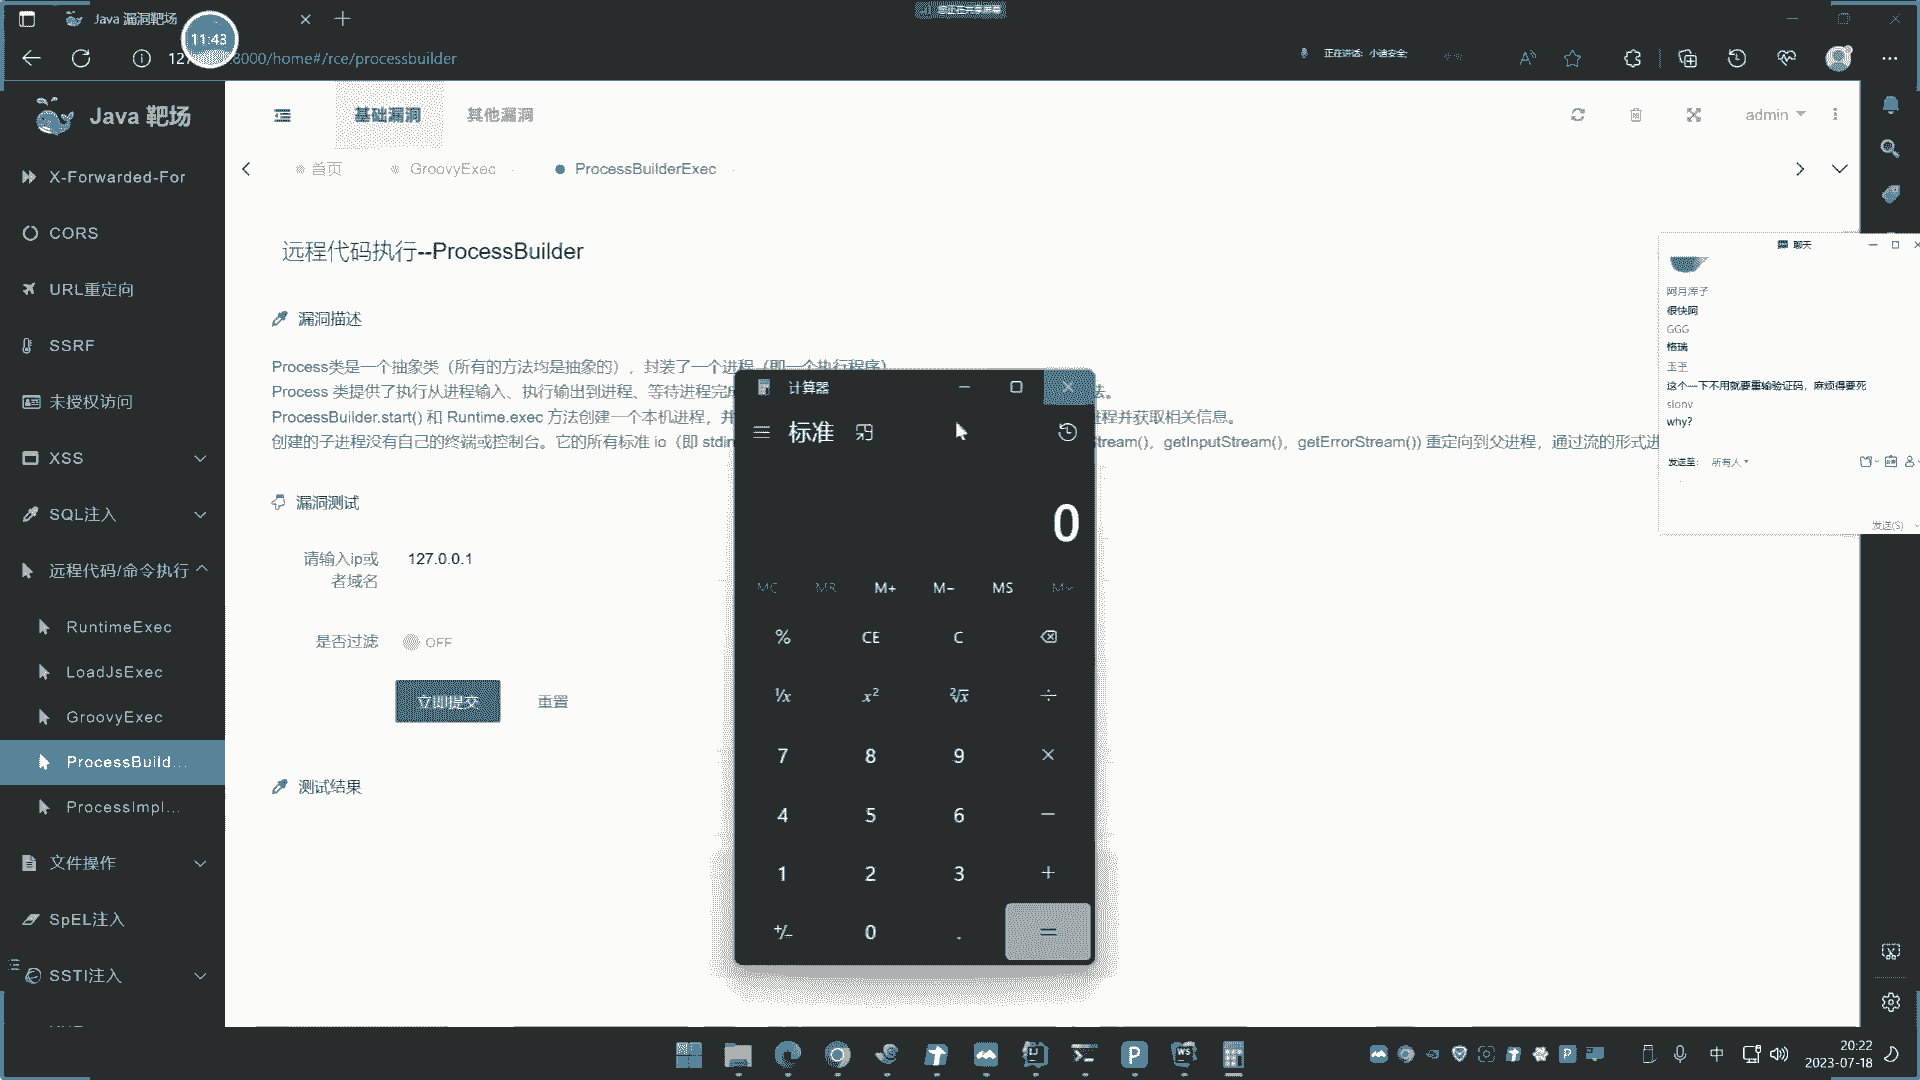 Java 漏洞靶场
您正在共享屏幕
11:43
127
8000/home#/rce/processbuilder
正在讲话: 小迪安全;
Java 靶场
基础漏洞
其他漏洞
admin
首页
GroovyExec
ProcessBuilderExec
X-Forwarded-For
CORS
URL重定向
SSRF
未授权访问
XSS
SQL注入
远程代码/命令执行
RuntimeExec
LoadJsExec
GroovyExec
ProcessBuild...
ProcessImpl...
文件操作
SpEL注入
SSTI注入
远程代码执行--ProcessBuilder
漏洞描述
Process类是一个抽象类（所有的方法均是抽象的），封装了一个进程（即一个执行程序）
Process 类提供了执行从进程输入、执行输出到进程、等待进程完
法。
ProcessBuilder.start() 和 Runtime.exec 方法创建一个本机进程，并
进程并获取相关信息。
创建的子进程没有自己的终端或控制台。它的所有标准 io（即 stdin
tream()，getInputStream()，getErrorStream()) 重定向到父进程，通过流的形式进
漏洞测试
请输入ip或
者域名
127.0.0.1
是否过滤
OFF
立即提交
重置
测试结果
计算器
标准
0
MC MR M+ M- MS M˅
% CE C
¹/x x² ²√x ÷
7 8 9 ×
4 5 6 −
1 2 3 +
+/− 0 . =
聊天
很快阿
GGG
格瑞
这个一下不用就要重输验证码，麻烦得要死
sionv
why?
发送至: 所有人
发送(S)
中
20:22
2023-07-18